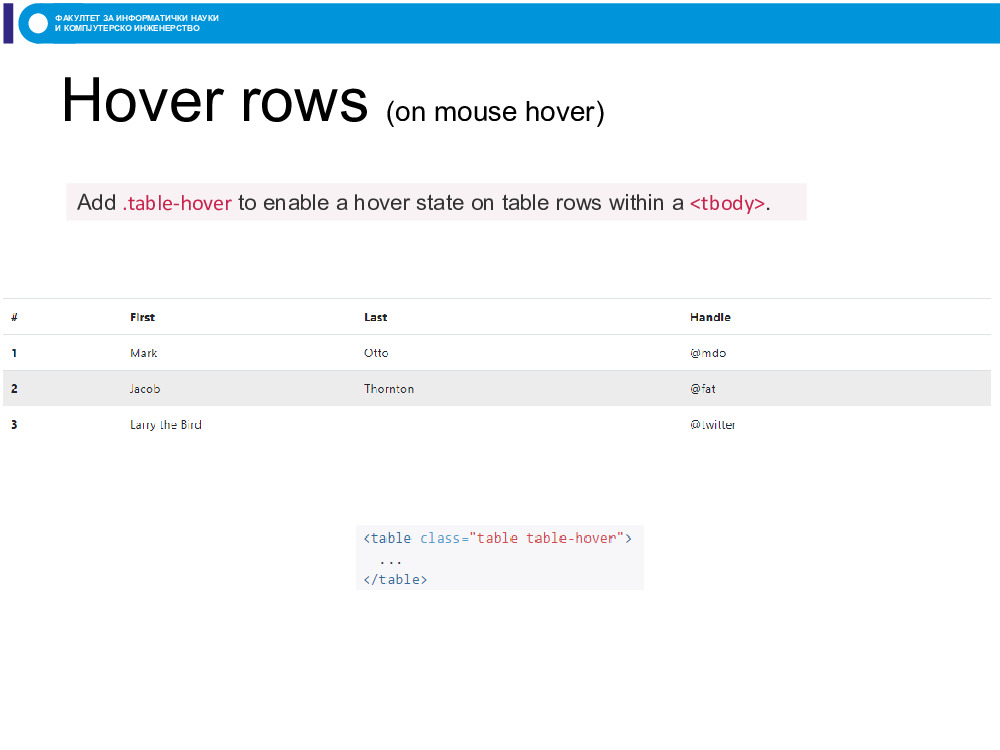 ФАКУЛТЕТ ЗА ИНФОРМАТИЧКИ НАУКИ
И КОМПЈУТЕРСКО ИНЖЕНЕРСТВО
Hover rows (on mouse hover)
Add .table-hover to enable a hover state on table rows within a <tbody>.
# First Last Handle
1 Mark Otto @mdo
2 Jacob Thornton @fat
3 Larry the Bird @twitter
<table class="table table-hover">
...
</table>